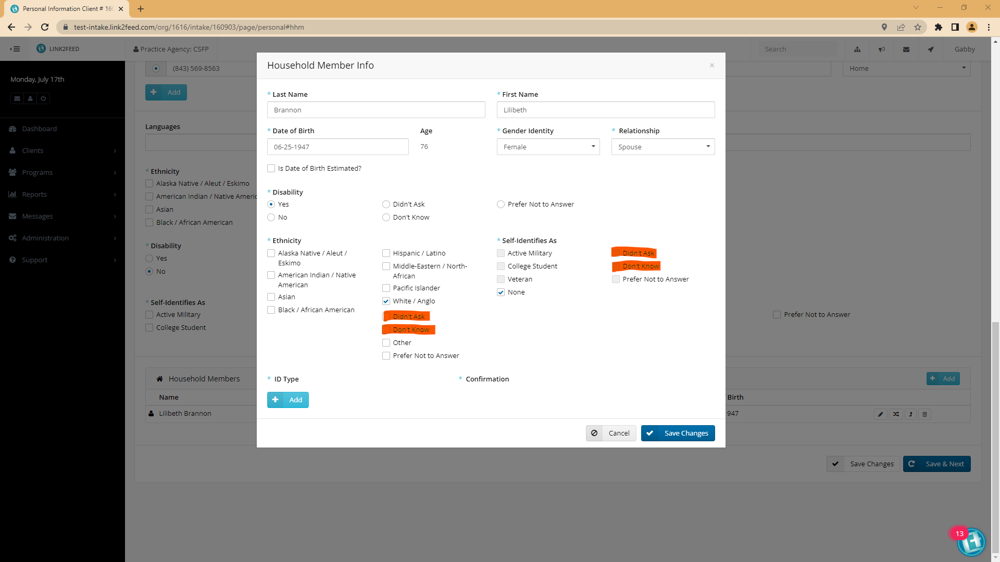 Personal Information Client # 160
test-intake.link2feed.com/org/1616/intake/160903/page/personal#hhm
LINK2FEED
Practice Agency: CSFP
Search
Gabby
Monday, July 17th
Dashboard
Clients
Programs
Reports
Messages
Administration
Support
(843) 569-8563
Home
Add
Languages
* Ethnicity
Alaska Native / Aleut / Eskimo
American Indian / Native Americ
Asian
Black / African American
* Disability
Yes
No
* Self-Identifies As
Active Military
College Student
Prefer Not to Answer
Household Members
Add
Name
Birth
Lilibeth Brannon
947
Save Changes
Save & Next
Household Member Info
×
* Last Name
* First Name
Brannon
Lilibeth
* Date of Birth
Age
* Gender Identity
* Relationship
06-25-1947
76
Female
Spouse
Is Date of Birth Estimated?
* Disability
Yes
Didn't Ask
Prefer Not to Answer
No
Don't Know
* Ethnicity
Alaska Native / Aleut /
Eskimo
American Indian / Native
American
Asian
Black / African American
Hispanic / Latino
Middle-Eastern / North-
African
Pacific Islander
White / Anglo
Didn't Ask
Don't Know
Other
Prefer Not to Answer
* Self-Identifies As
Active Military
College Student
Veteran
None
Didn't Ask
Don't Know
Prefer Not to Answer
* ID Type
* Confirmation
Add
Cancel
Save Changes
13